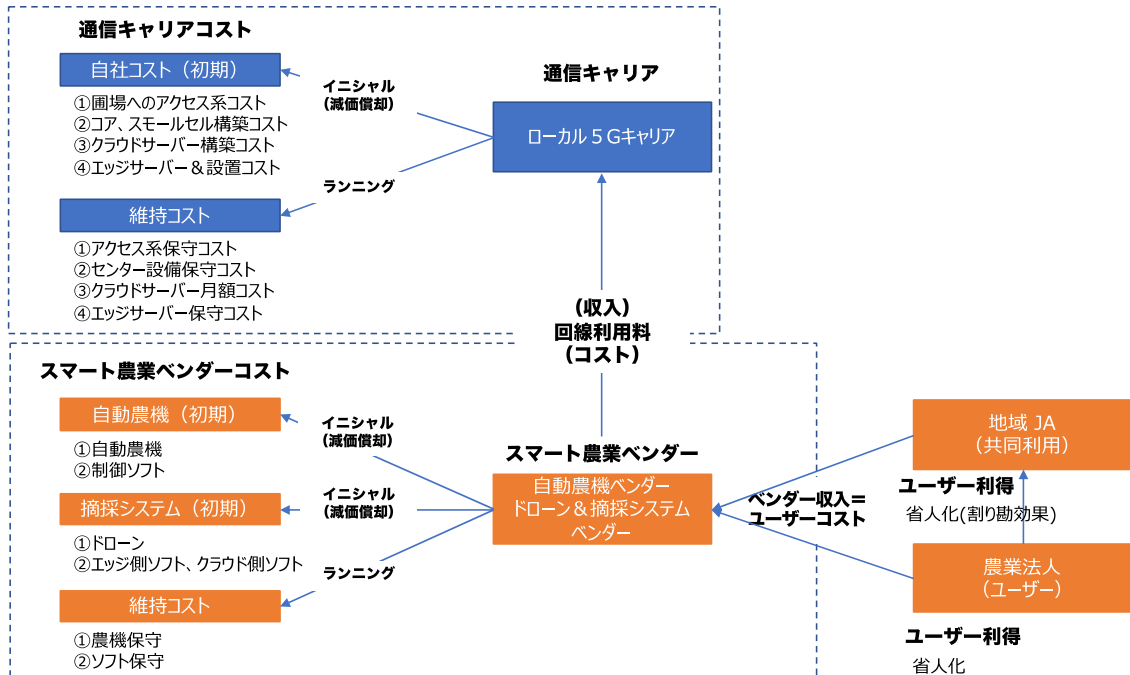 通信キャリアコスト
自社コスト（初期）
①圃場へのアクセス系コスト
②コア、スモールセル構築コスト
③クラウドサーバー構築コスト
④エッジサーバー＆設置コスト
維持コスト
①アクセス系保守コスト
②センター設備保守コスト
③クラウドサーバー月額コスト
④エッジサーバー保守コスト
イニシャル
（減価償却）
ランニング
通信キャリア
ローカル５Gキャリア
（収入）
回線利用料
（コスト）
スマート農業ベンダーコスト
自動農機（初期）
①自動農機
②制御ソフト
摘採システム（初期）
①ドローン
②エッジ側ソフト、クラウド側ソフト
維持コスト
①農機保守
②ソフト保守
イニシャル
（減価償却）
イニシャル
（減価償却）
ランニング
スマート農業ベンダー
自動農機ベンダー
ドローン＆摘採システム
ベンダー
ベンダー収入＝
ユーザーコスト
地域 JA
（共同利用）
ユーザー利得
省人化(割り勘効果)
農業法人
（ユーザー）
ユーザー利得
省人化